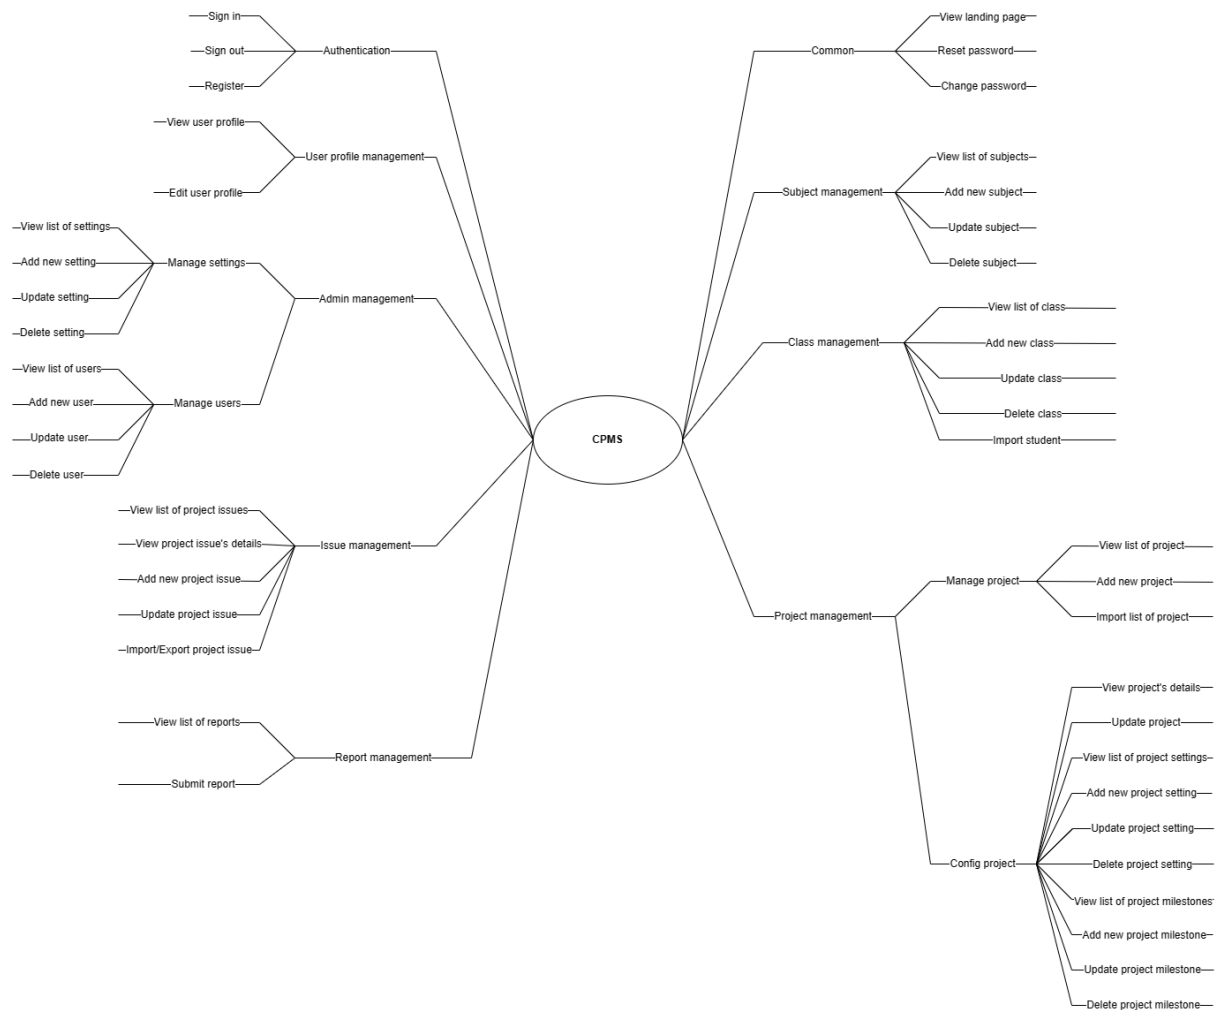 Sign in
Sign out
Register
Authentication
View user profile
Edit user profile
User profile management
View list of settings
Add new setting
Update setting
Delete setting
Manage settings
View list of users
Add new user
Update user
Delete user
Manage users
Admin management
View list of project issues
View project issue's details
Add new project issue
Update project issue
Import/Export project issue
Issue management
View list of reports
Submit report
Report management
CPMS
Common
View landing page
Reset password
Change password
Subject management
View list of subjects
Add new subject
Update subject
Delete subject
Class management
View list of class
Add new class
Update class
Delete class
Import student
Project management
Manage project
View list of project
Add new project
Import list of project
Config project
View project's details
Update project
View list of project settings
Add new project setting
Update project setting
Delete project setting
View list of project milestones
Add new project milestone
Update project milestone
Delete project milestone